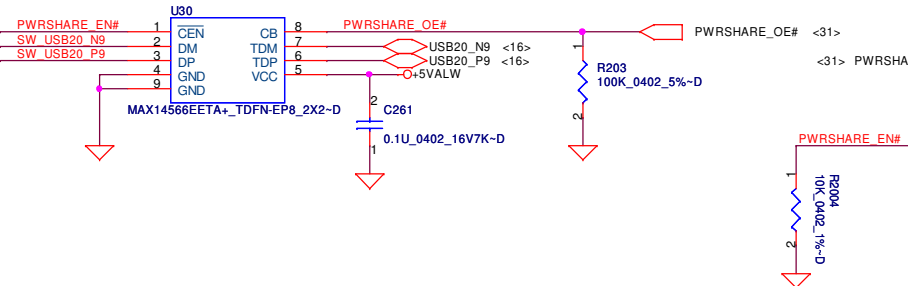 U30
PWRSHARE_EN# 1 CEN CB 8 PWRSHARE_OE# PWRSHARE_OE# <31>
SW_USB20_N9 2 DM TDM 7 USB20_N9 <16>
SW_USB20_P9 3 DP TDP 6 USB20_P9 <16>
4 GND VCC 5 +5VALW
9 GND
MAX14566EETA+_TDFN-EP8_2X2~D
2 C261
0.1U_0402_16V7K~D
1
1
R203
100K_0402_5%~D
2
<31> PWRSHA
PWRSHARE_EN#
1
R2004
10K_0402_1%~D
2